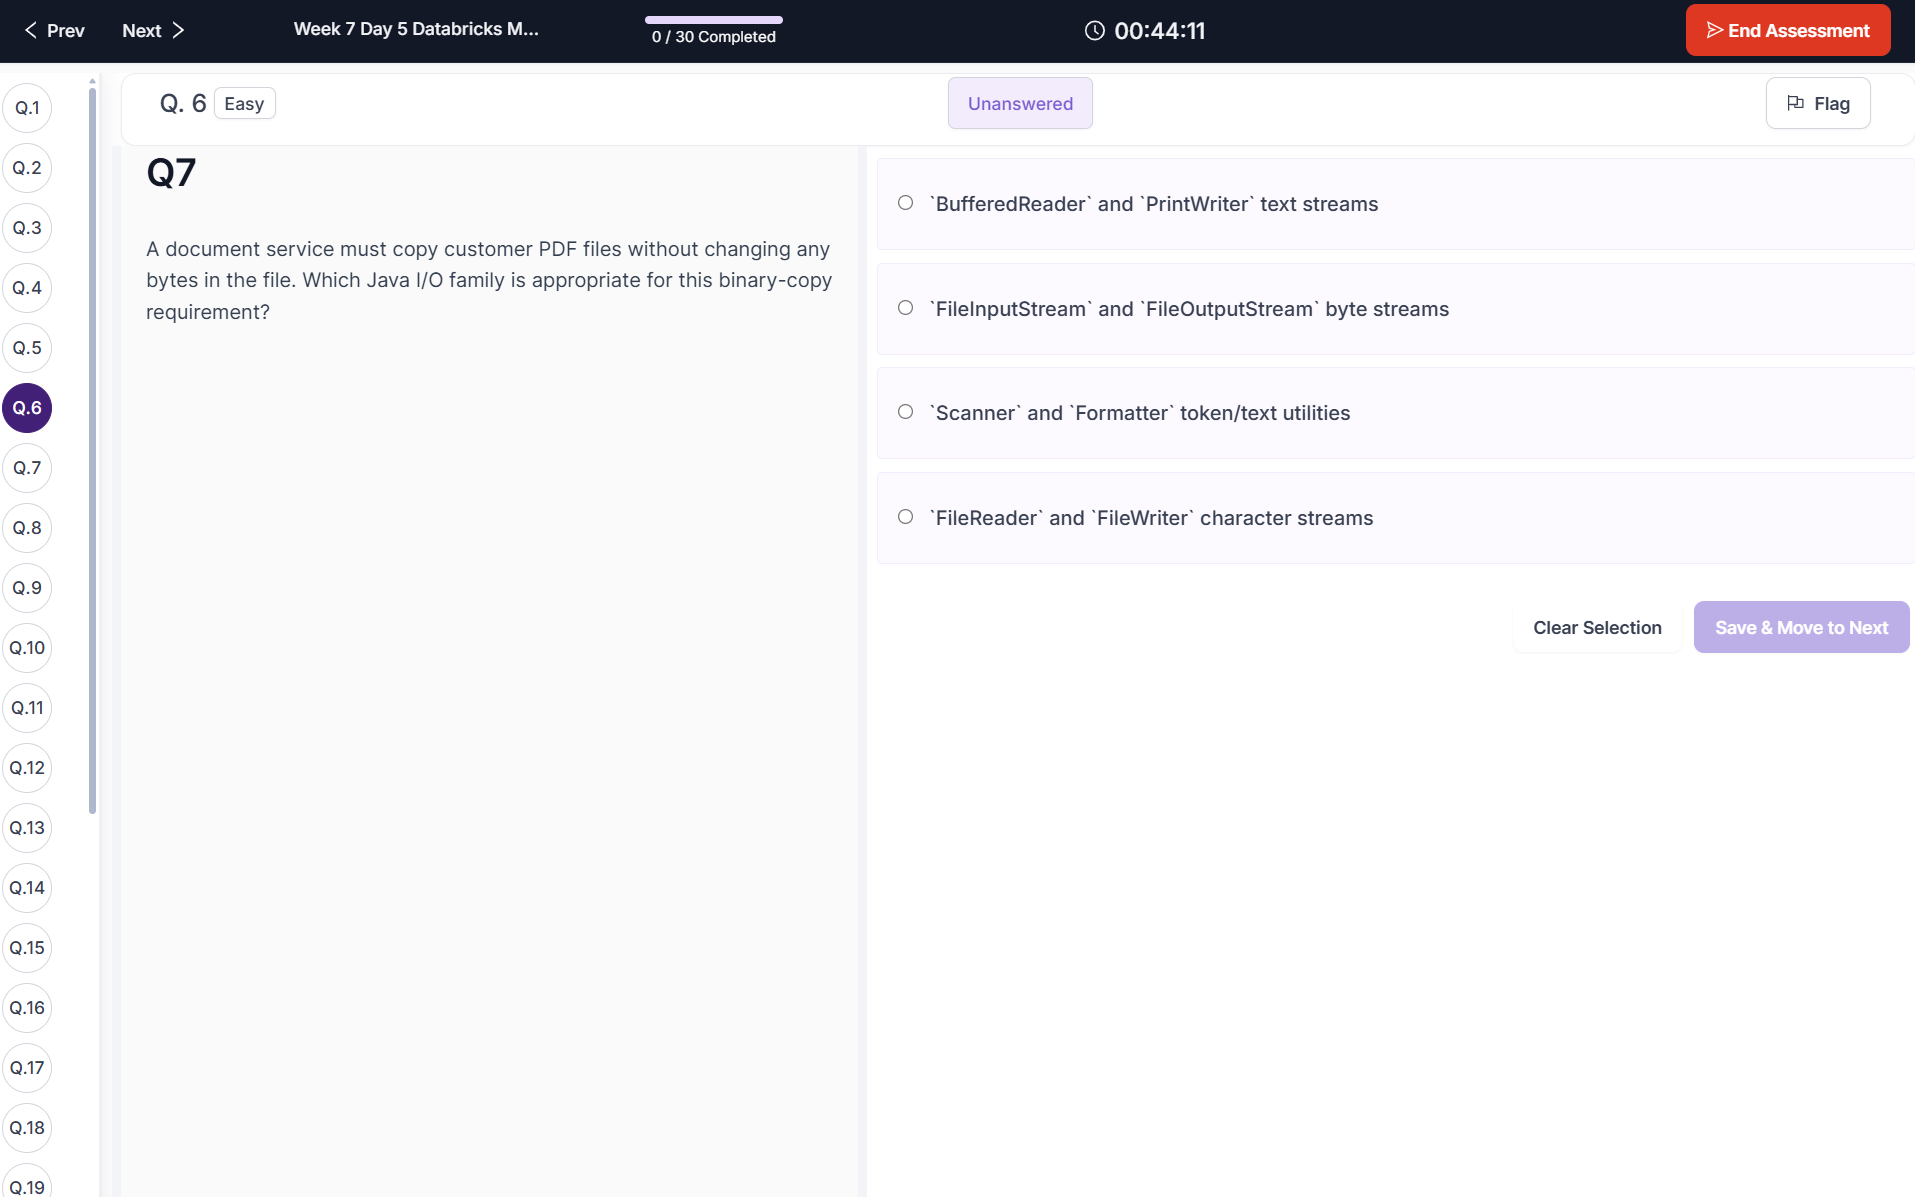 Prev
Next
Week 7 Day 5 Databricks M...
0 / 30 Completed
00:44:11
End Assessment
Q.1
Q.2
Q.3
Q.4
Q.5
Q.6
Q.7
Q.8
Q.9
Q.10
Q.11
Q.12
Q.13
Q.14
Q.15
Q.16
Q.17
Q.18
Q.19
Q. 6
Easy
Unanswered
Flag
Q7
A document service must copy customer PDF files without changing any
bytes in the file. Which Java I/O family is appropriate for this binary-copy
requirement?
`BufferedReader` and `PrintWriter` text streams
`FileInputStream` and `FileOutputStream` byte streams
`Scanner` and `Formatter` token/text utilities
`FileReader` and `FileWriter` character streams
Clear Selection
Save & Move to Next